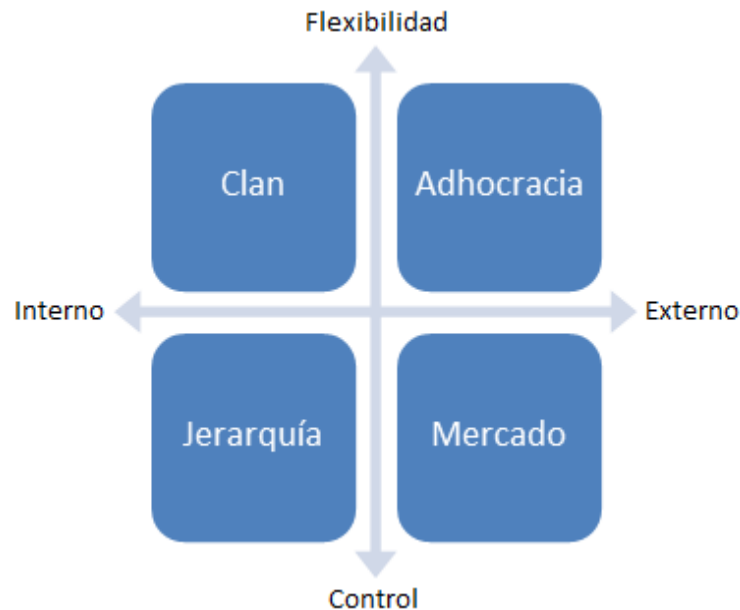 Flexibilidad
Clan
Adhocracia
Interno
Externo
Jerarquía
Mercado
Control